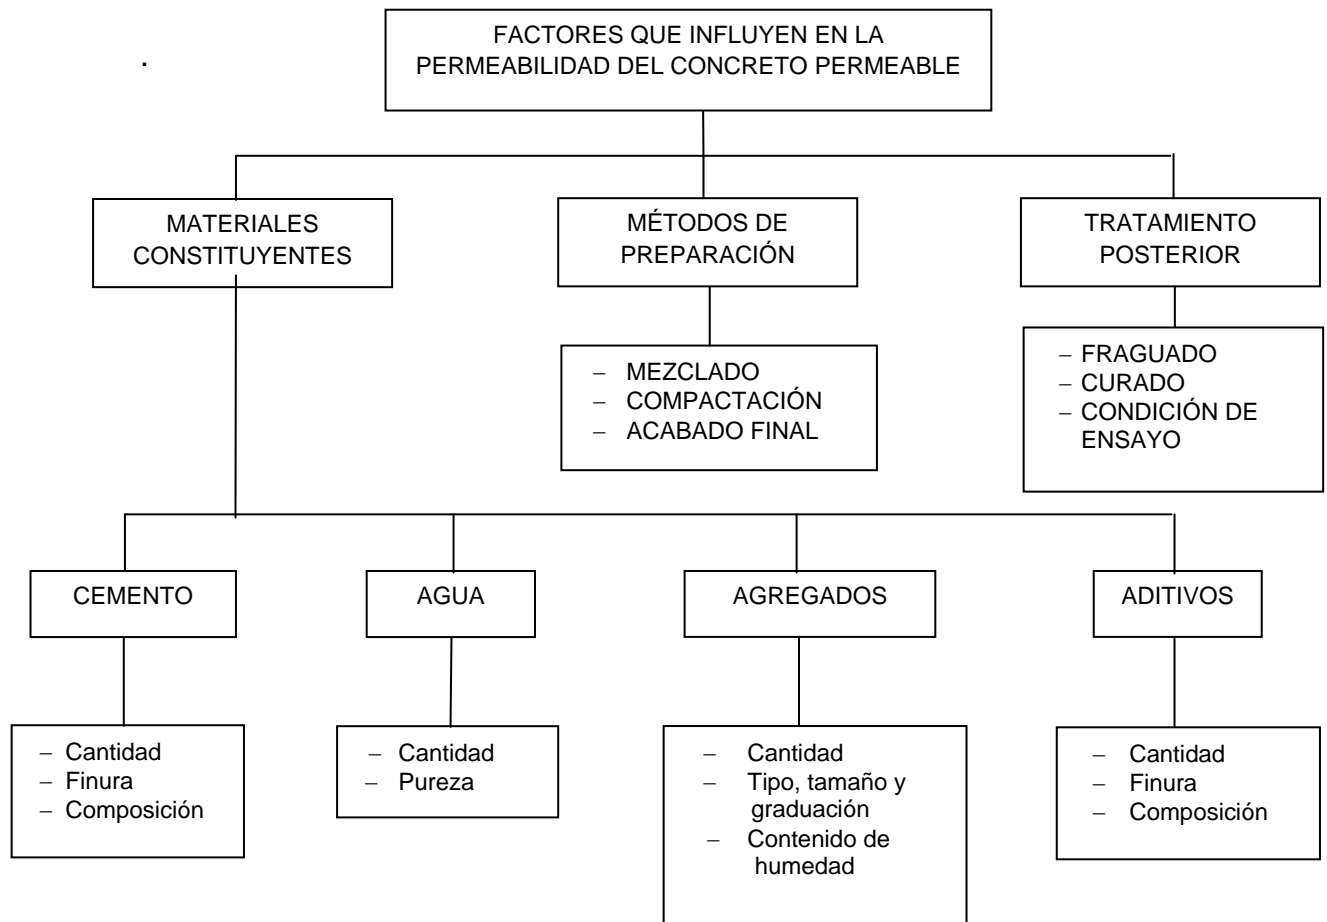 FACTORES QUE INFLUYEN EN LA
PERMEABILIDAD DEL CONCRETO PERMEABLE
.
MATERIALES
CONSTITUYENTES
MÉTODOS DE
PREPARACIÓN
TRATAMIENTO
POSTERIOR
– MEZCLADO
– COMPACTACIÓN
– ACABADO FINAL
– FRAGUADO
– CURADO
– CONDICIÓN DE
ENSAYO
CEMENTO
AGUA
AGREGADOS
ADITIVOS
– Cantidad
– Finura
– Composición
– Cantidad
– Pureza
– Cantidad
– Tipo, tamaño y
graduación
– Contenido de
humedad
– Cantidad
– Finura
– Composición